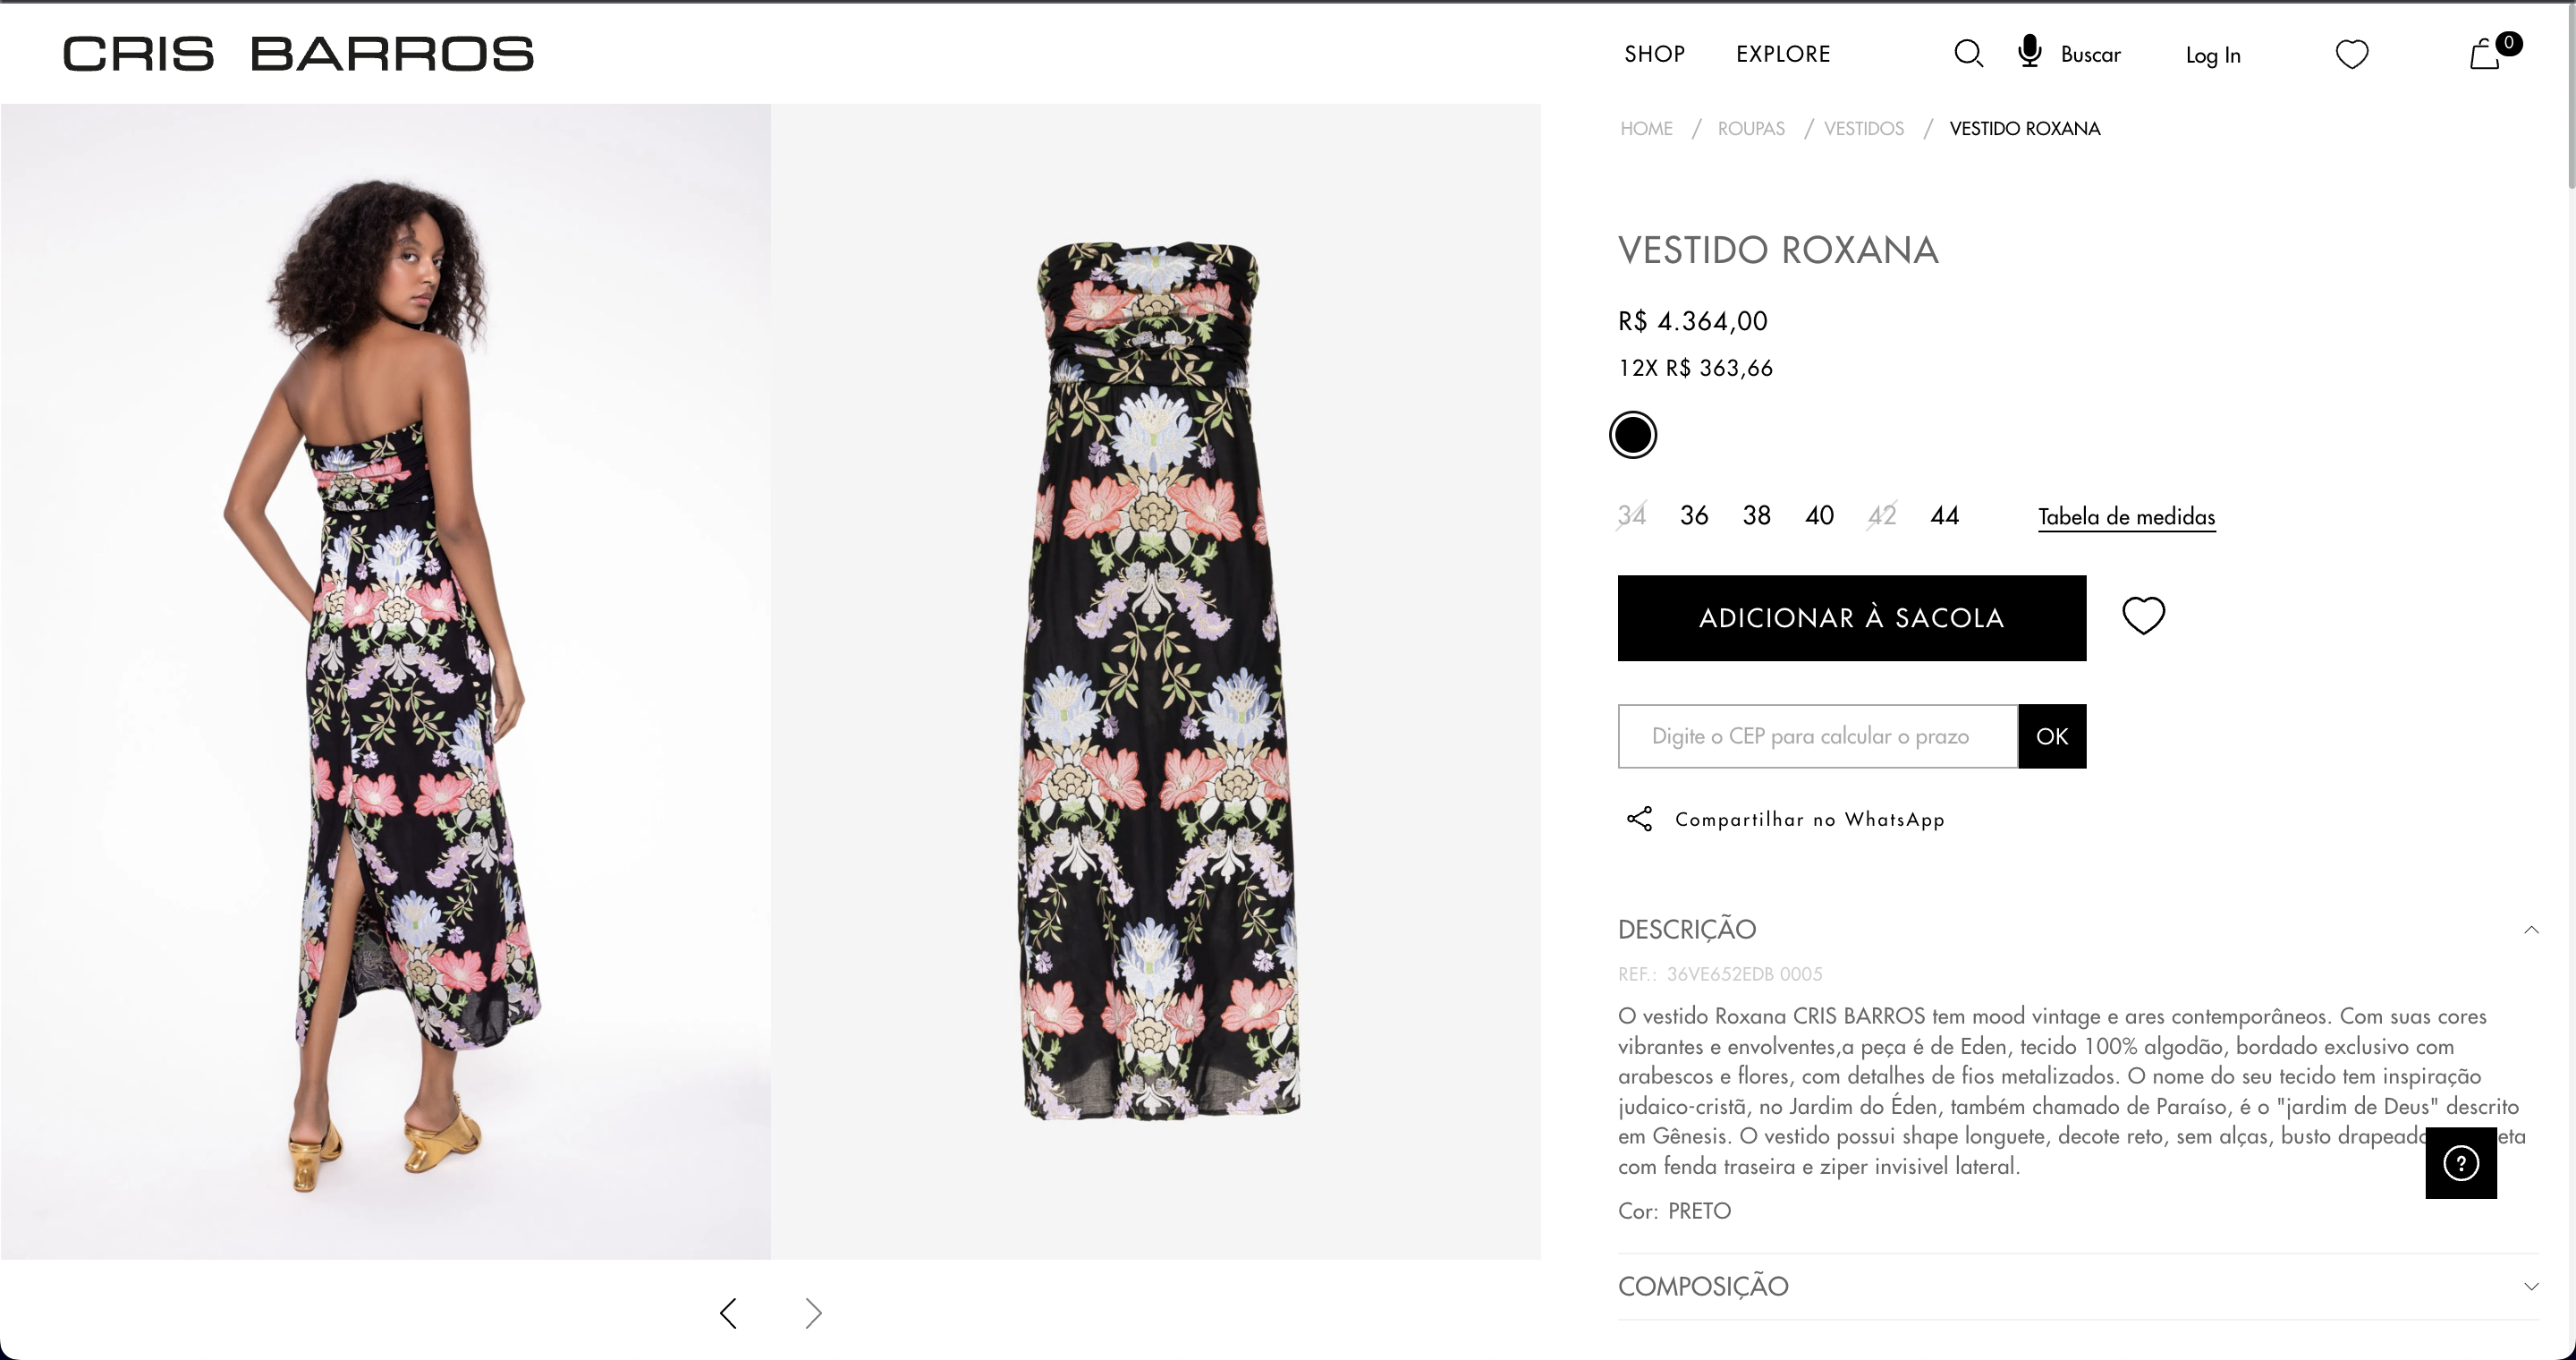 CRIS BARROS
SHOP
EXPLORE
Buscar
Log In
0
HOME / ROUPAS / VESTIDOS / VESTIDO ROXANA
VESTIDO ROXANA
R$ 4.364,00
12X R$ 363,66
34 36 38 40 42 44
Tabela de medidas
ADICIONAR À SACOLA
Digite o CEP para calcular o prazo
OK
Compartilhar no WhatsApp
DESCRIÇÃO
REF.: 36VE652EDB 0005
O vestido Roxana CRIS BARROS tem mood vintage e ares contemporâneos. Com suas cores
vibrantes e envolventes,a peça é de Eden, tecido 100% algodão, bordado exclusivo com
arabescos e flores, com detalhes de fios metalizados. O nome do seu tecido tem inspiração
judaico-cristã, no Jardim do Éden, também chamado de Paraíso, é o "jardim de Deus" descrito
em Gênesis. O vestido possui shape longuete, decote reto, sem alças, busto
com fenda traseira e ziper invisivel lateral.
?
Cor: PRETO
COMPOSIÇÃO